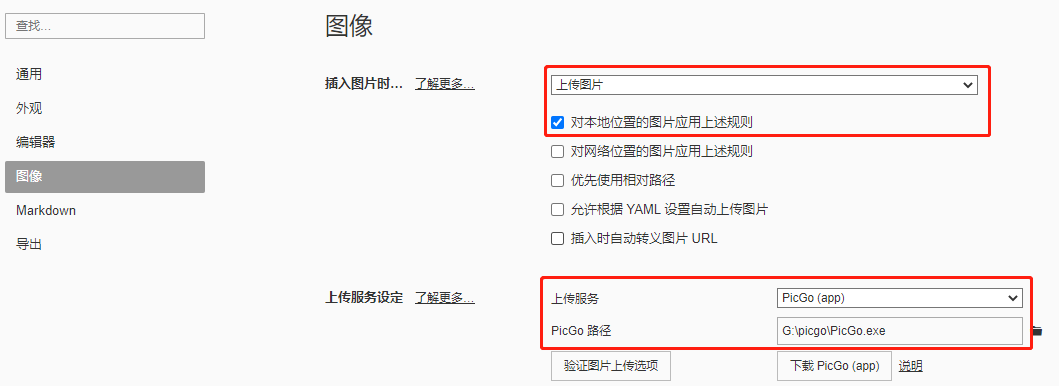 查找...
通用
外观
编辑器
图像
Markdown
导出
图像
插入图片时... 了解更多... 上传图片
对本地位置的图片应用上述规则
对网络位置的图片应用上述规则
优先使用相对路径
允许根据 YAML 设置自动上传图片
插入时自动转义图片 URL
上传服务设定 了解更多... 上传服务 PicGo (app)
PicGo 路径 G:\picgo\PicGo.exe
验证图片上传选项 下载 PicGo (app) 说明